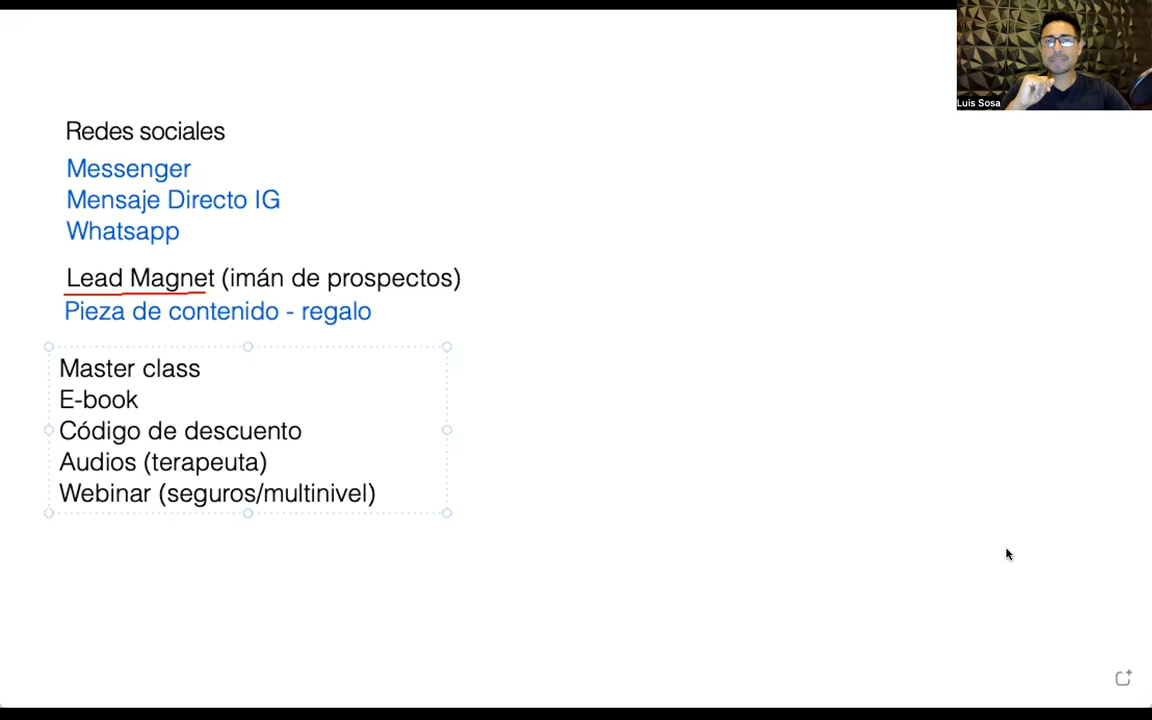 Luis Sosa
Redes sociales
Messenger
Mensaje Directo IG
Whatsapp
Lead Magnet (imán de prospectos)
Pieza de contenido - regalo
Master class
E-book
Código de descuento
Audios (terapeuta)
Webinar (seguros/multinivel)